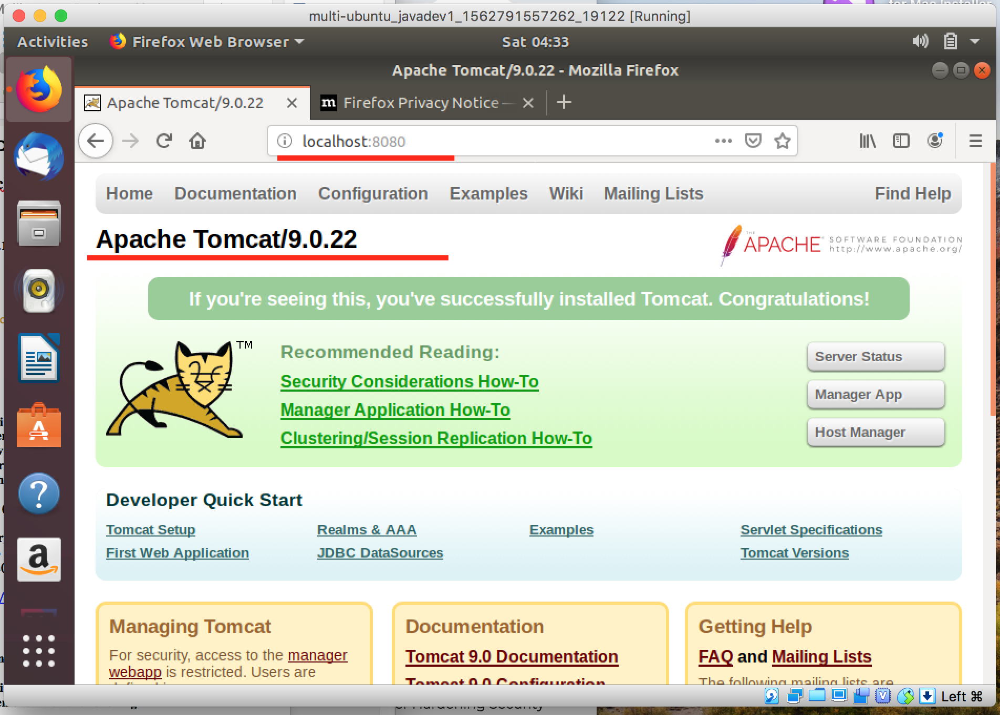 for Mac Installer
multi-ubuntu_javadev1_1562791557262_19122 [Running]
Activities Firefox Web Browser Sat 04:33
Apache Tomcat/9.0.22 - Mozilla Firefox
Apache Tomcat/9.0.22 Firefox Privacy Notice —
localhost:8080
Home Documentation Configuration Examples Wiki Mailing Lists Find Help
Apache Tomcat/9.0.22
THE
APACHE SOFTWARE FOUNDATION
http://www.apache.org/
If you're seeing this, you've successfully installed Tomcat. Congratulations!
TM
Recommended Reading:
Security Considerations How-To
Manager Application How-To
Clustering/Session Replication How-To
Server Status
Manager App
Host Manager
Developer Quick Start
Tomcat Setup Realms & AAA Examples Servlet Specifications
First Web Application JDBC DataSources Tomcat Versions
Managing Tomcat
For security, access to the manager
webapp is restricted. Users are
Documentation
Tomcat 9.0 Documentation
Tomcat 9.0 Configuration
Getting Help
FAQ and Mailing Lists
The following mailing lists are
Left ⌘
er Hardening Security